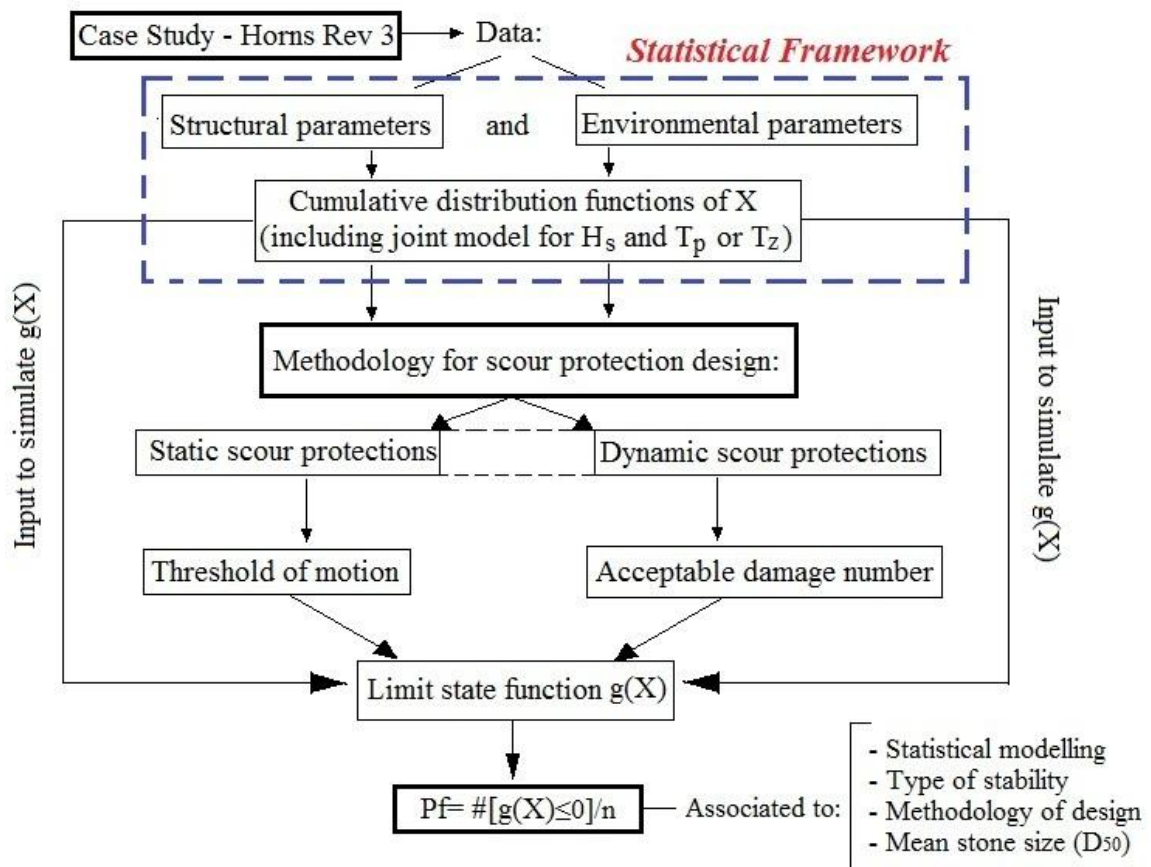 Case Study - Horns Rev 3
Data:
Statistical Framework
Structural parameters
and
Environmental parameters
Cumulative distribution functions of X
(including joint model for Hs and Tp or Tz)
Input to simulate g(X)
Input to simulate g(X)
Methodology for scour protection design:
Static scour protections
Dynamic scour protections
Threshold of motion
Acceptable damage number
Limit state function g(X)
Pf= #[g(X)≤0]/n
Associated to:
- Statistical modelling
- Type of stability
- Methodology of design
- Mean stone size (D50)